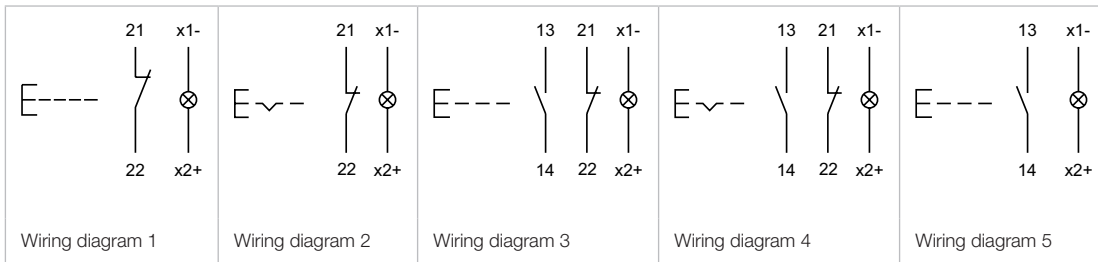 21 x1-
22 x2+
Wiring diagram 1
21 x1-
22 x2+
Wiring diagram 2
13 21 x1-
14 22 x2+
Wiring diagram 3
13 21 x1-
14 22 x2+
Wiring diagram 4
13 x1-
14 x2+
Wiring diagram 5